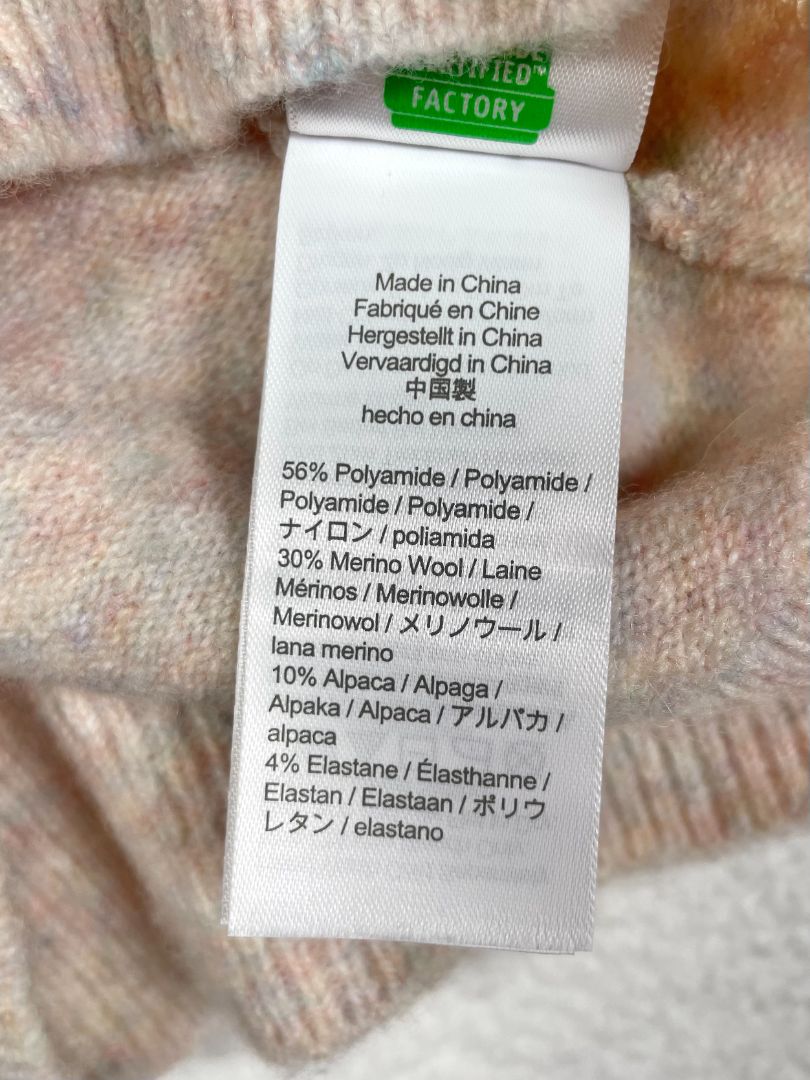 CERTIFIED™
FACTORY
Made in China
Fabriqué en Chine
Hergestellt in China
Vervaardigd in China
中国製
hecho en china
56% Polyamide / Polyamide /
Polyamide / Polyamide /
ナイロン / poliamida
30% Merino Wool / Laine
Mérinos / Merinowolle /
Merinowol / メリノウール /
lana merino
10% Alpaca / Alpaga /
Alpaka / Alpaca / アルパカ /
alpaca
4% Elastane / Élasthanne /
Elastan / Elastaan / ポリウ
レタン / elastano